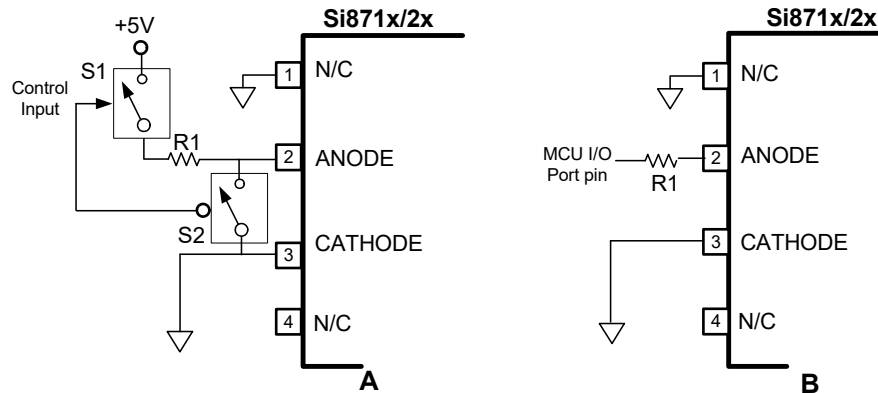 Si871x/2x
+5V
S1
Control
Input
R1
S2
1
N/C
2
ANODE
3
CATHODE
4
N/C
A
Si871x/2x
MCU I/O
Port pin
R1
1
N/C
2
ANODE
3
CATHODE
4
N/C
B